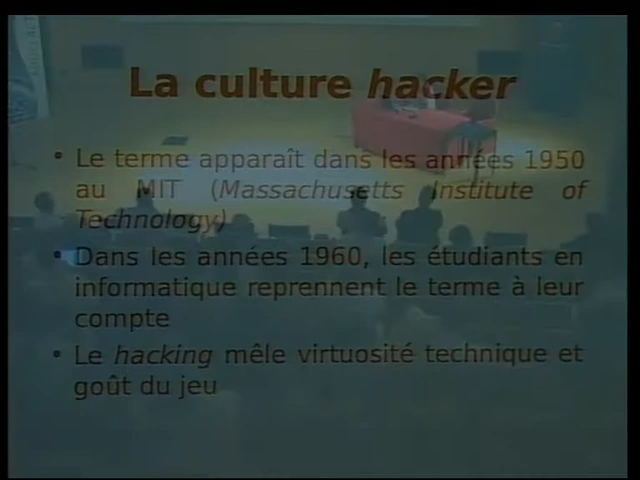 La culture hacker
• Le terme apparaît dans les années 1950
au MIT (Massachusetts Institute of
Technology)
• Dans les années 1960, les étudiants en
informatique reprennent le terme à leur
compte
• Le hacking mêle virtuosité technique et
goût du jeu